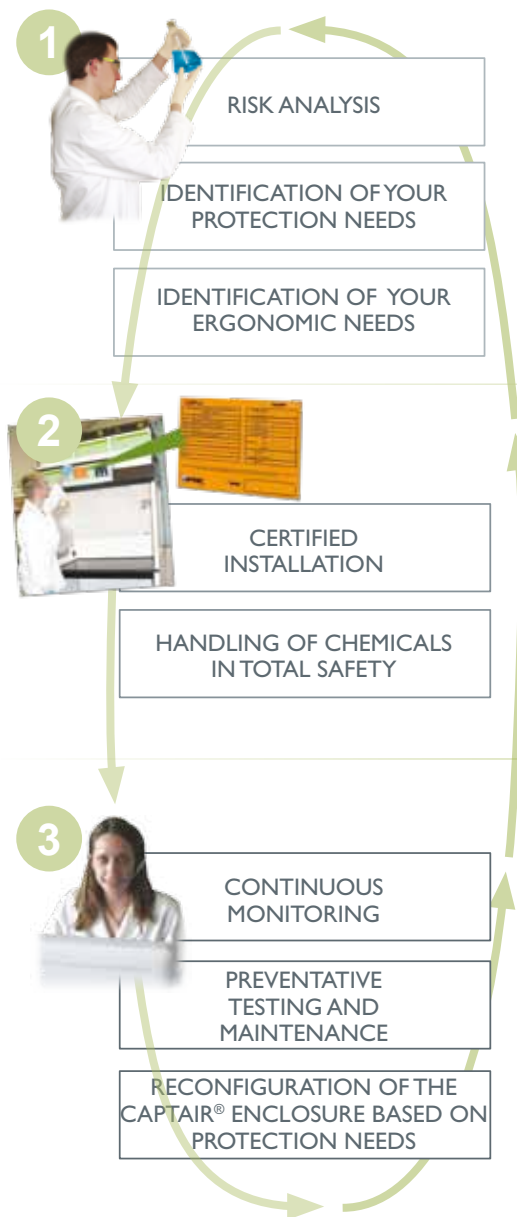 1
RISK ANALYSIS
IDENTIFICATION OF YOUR
PROTECTION NEEDS
IDENTIFICATION OF YOUR
ERGONOMIC NEEDS
2
CERTIFIED
INSTALLATION
HANDLING OF CHEMICALS
IN TOTAL SAFETY
3
CONTINUOUS
MONITORING
PREVENTATIVE
TESTING AND
MAINTENANCE
RECONFIGURATION OF THE
CAPTAIR® ENCLOSURE BASED ON
PROTECTION NEEDS